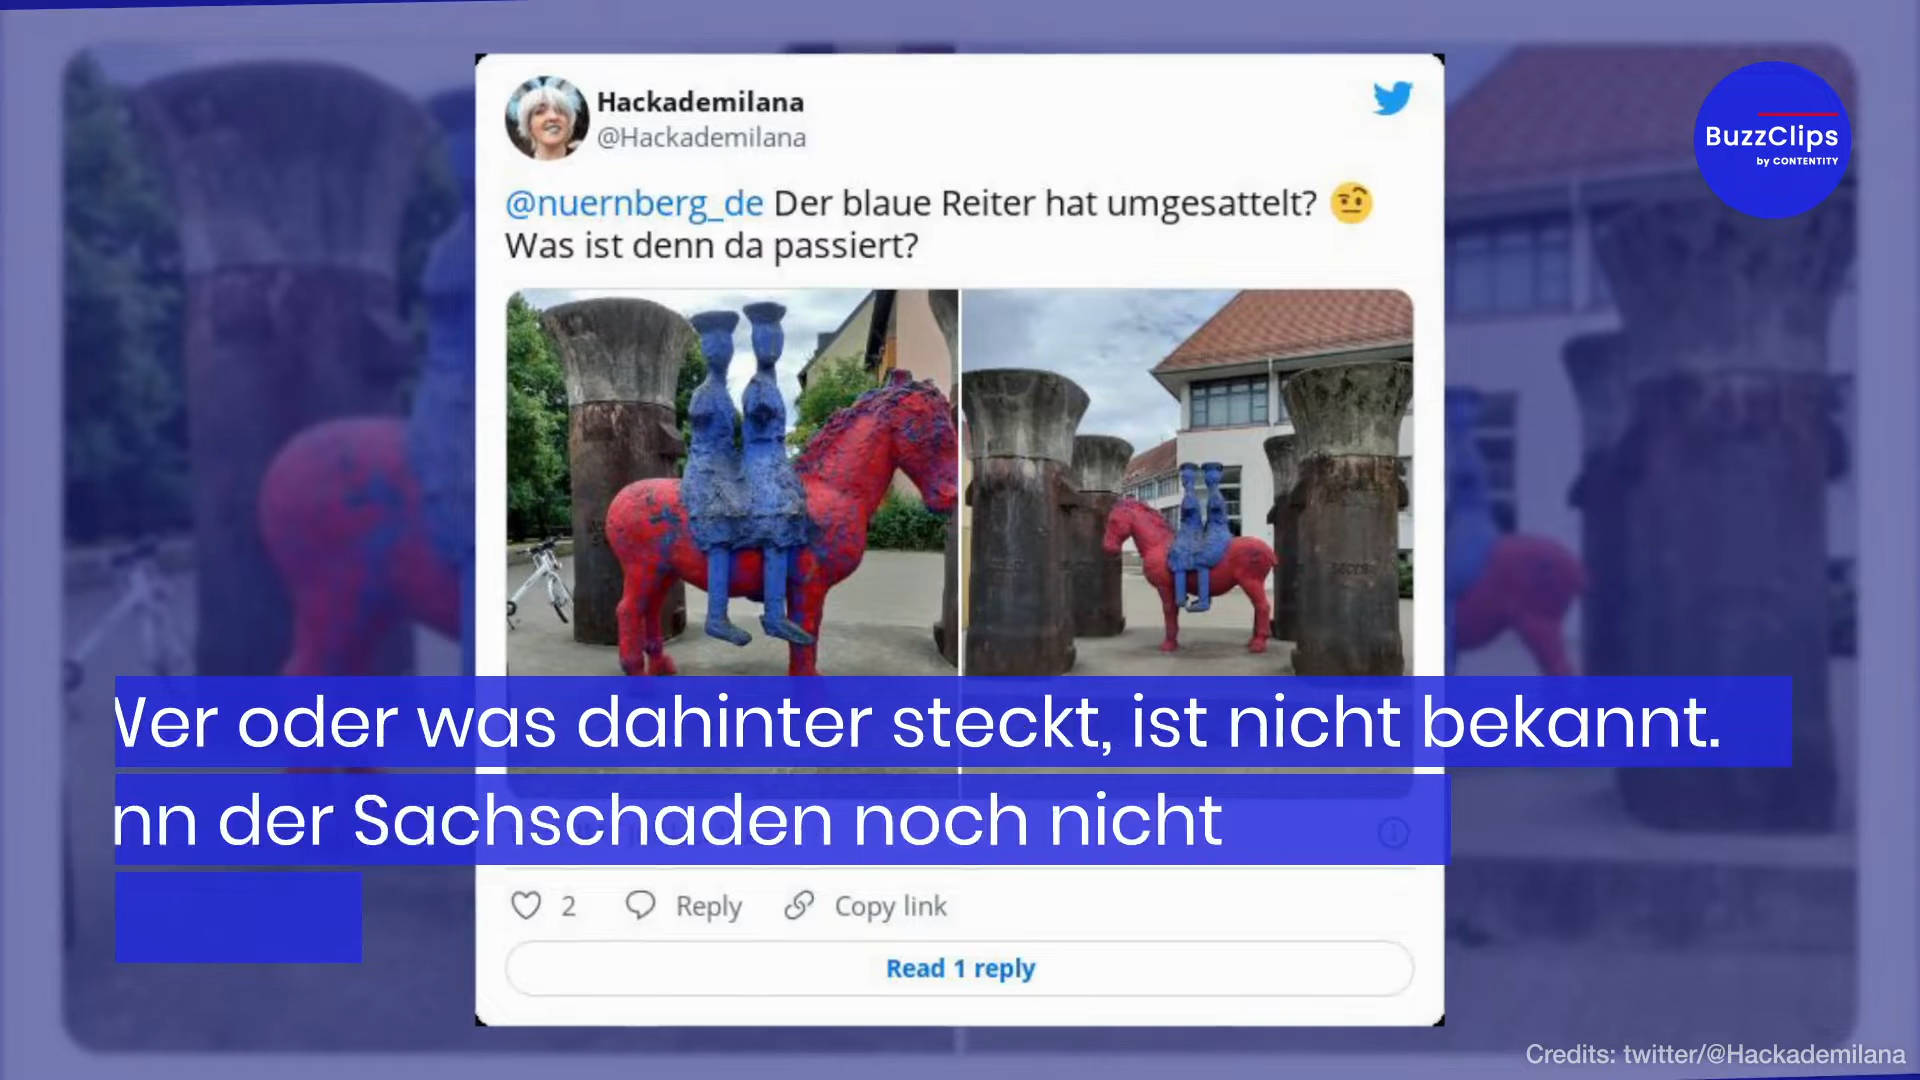 Hackademilana
@Hackademilana
@nuernberg_de Der blaue Reiter hat umgesattelt? 🤨
Was ist denn da passiert?
BuzzClips
by CONTENTITY
Wer oder was dahinter steckt, ist nicht bekannt.
nn der Sachschaden noch nicht
2 Reply Copy link
Read 1 reply
Credits: twitter/@Hackademilana